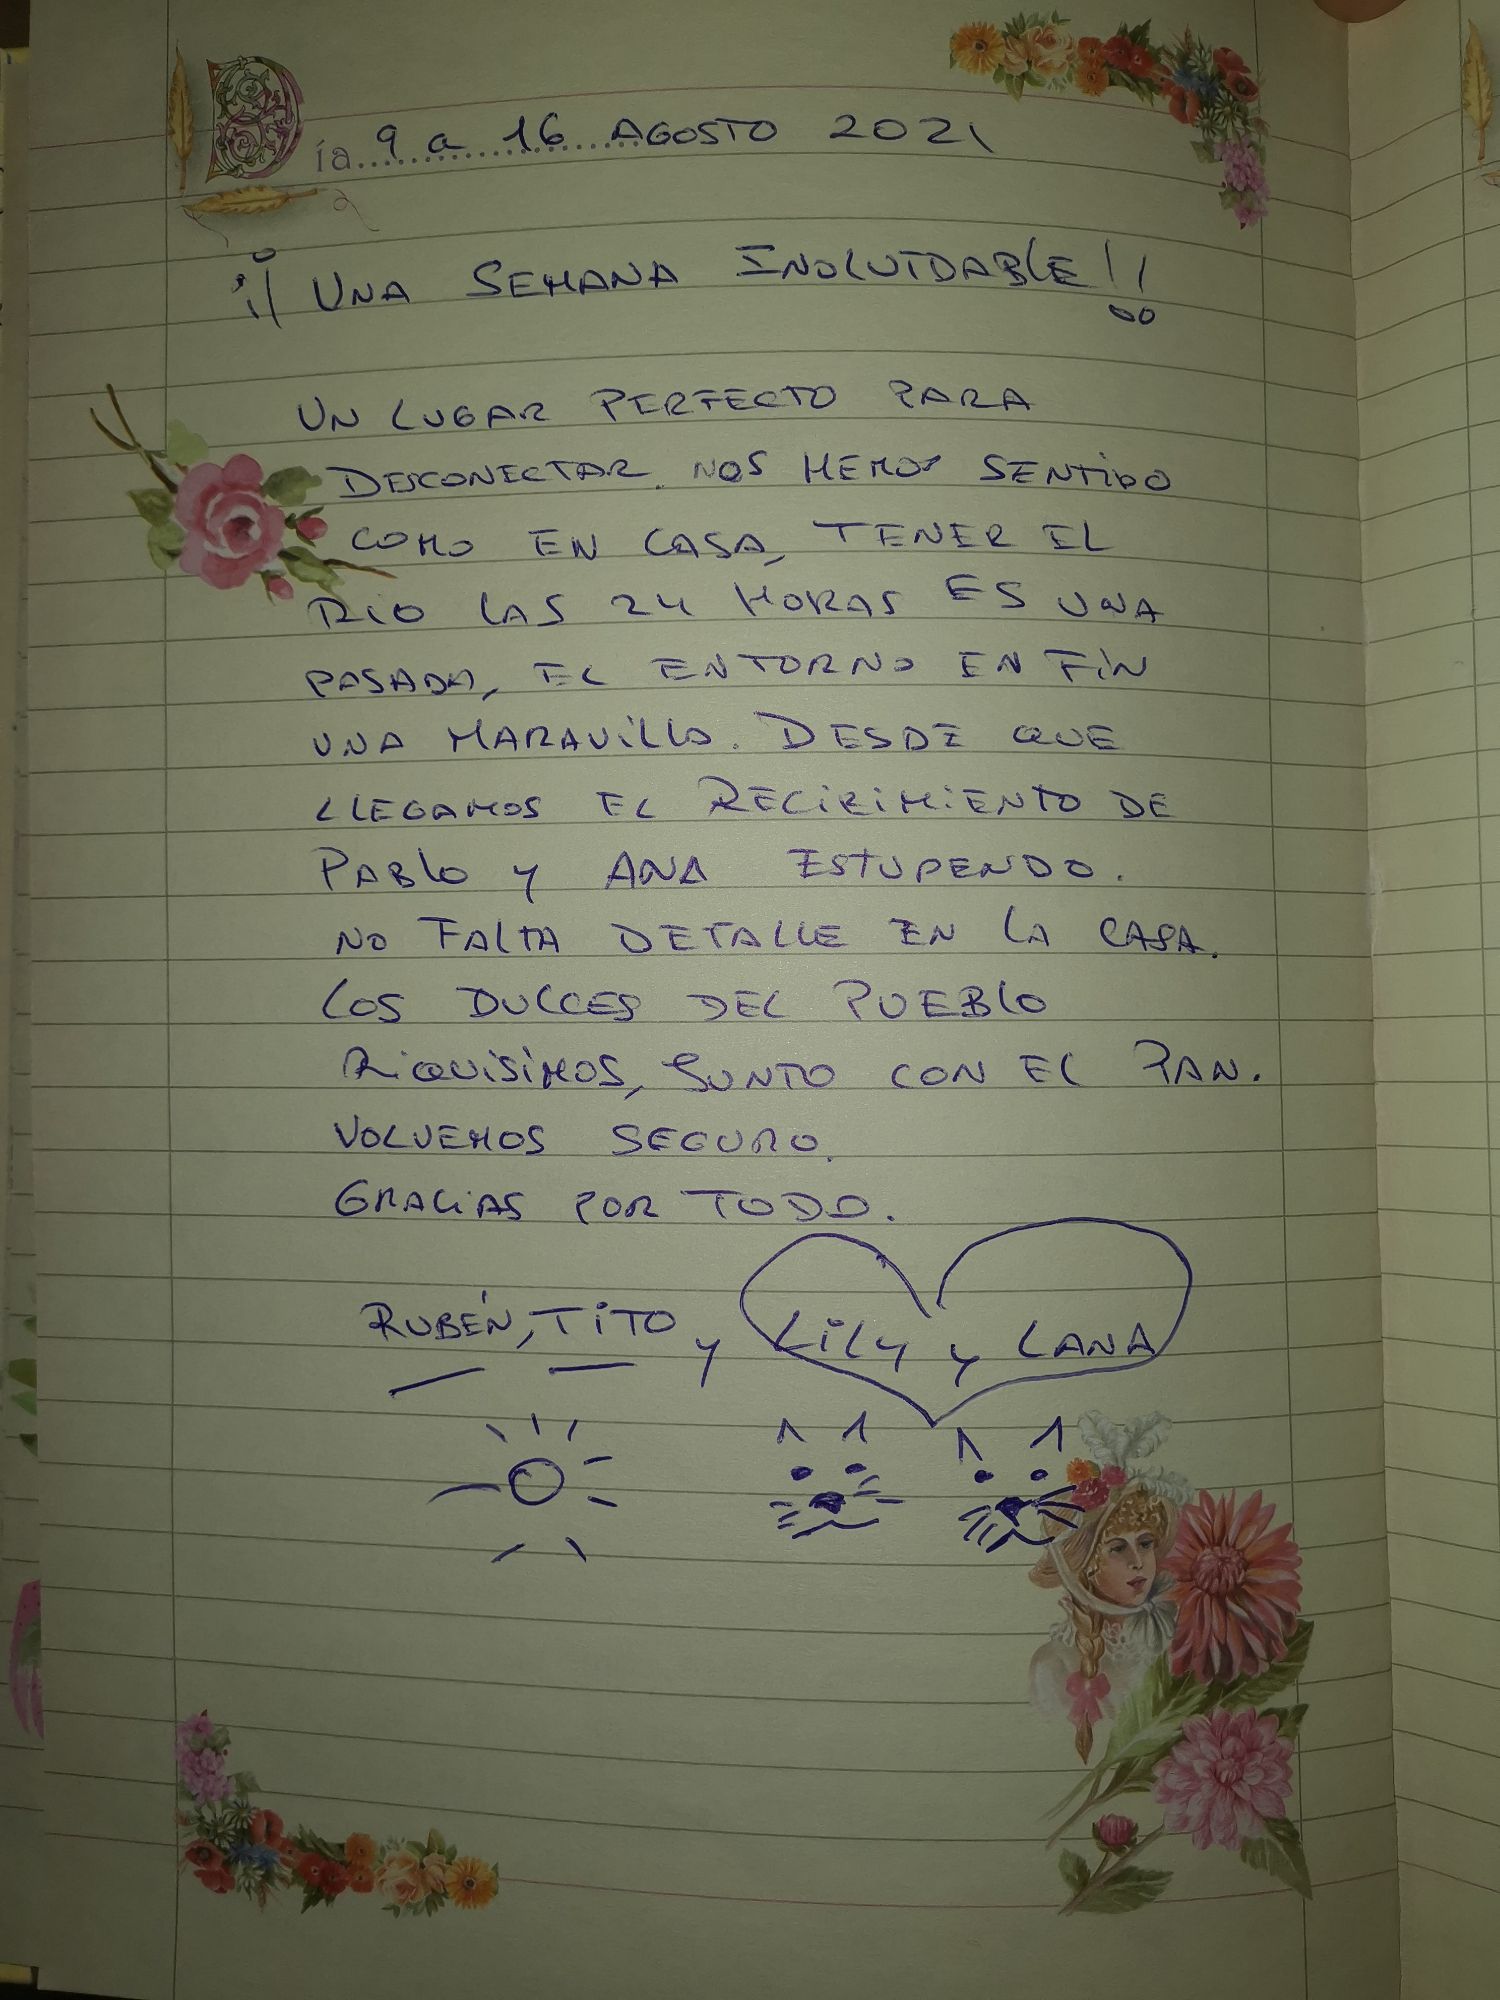 Día 9 a 16 AGOSTO 2021
¡¡UNA SEMANA INOLVIDABLE!!
UN LUGAR PERFECTO PARA
DESCONECTAR. NOS HEMOS SENTIDO
COMO EN CASA, TENER EL
RIO LAS 24 HORAS ES UNA
PASADA, EL ENTORNO EN FIN
UNA MARAVILLA. DESDE QUE
LLEGAMOS EL RECIBIMIENTO DE
PABLO Y ANA ESTUPENDO.
NO FALTA DETALLE EN LA CASA.
LOS DULCES DEL PUEBLO
RIQUISIMOS, JUNTO CON EL PAN.
VOLVEMOS SEGURO.
GRACIAS POR TODO.
RUBÉN, TITO y LILY y LANA